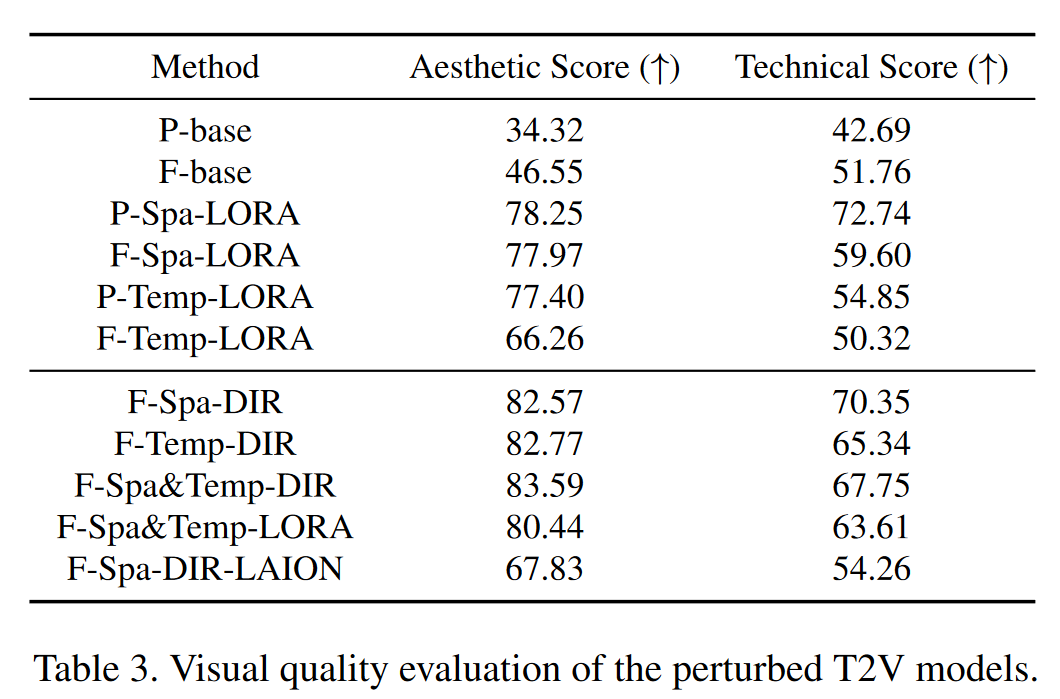 Method Aesthetic Score (↑) Technical Score (↑)
P-base 34.32 42.69
F-base 46.55 51.76
P-Spa-LORA 78.25 72.74
F-Spa-LORA 77.97 59.60
P-Temp-LORA 77.40 54.85
F-Temp-LORA 66.26 50.32
F-Spa-DIR 82.57 70.35
F-Temp-DIR 82.77 65.34
F-Spa&Temp-DIR 83.59 67.75
F-Spa&Temp-LORA 80.44 63.61
F-Spa-DIR-LAION 67.83 54.26
Table 3. Visual quality evaluation of the perturbed T2V models.